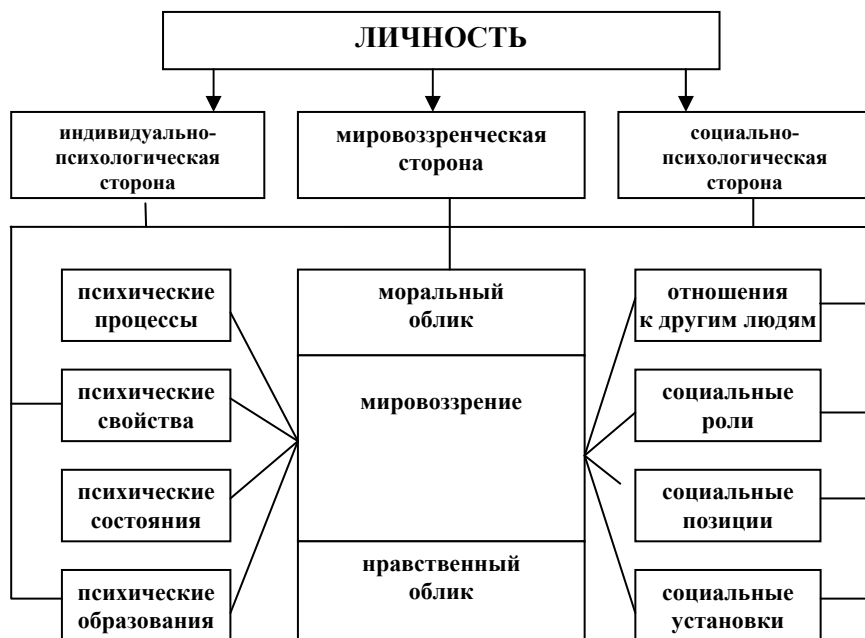 ЛИЧНОСТЬ
индивидуально-
психологическая
сторона
мировоззренческая
сторона
социально-
психологическая
сторона
психические
процессы
моральный
облик
отношения
к другим людям
психические
свойства
мировоззрение
социальные
роли
психические
состояния
социальные
позиции
психические
образования
нравственный
облик
социальные
установки